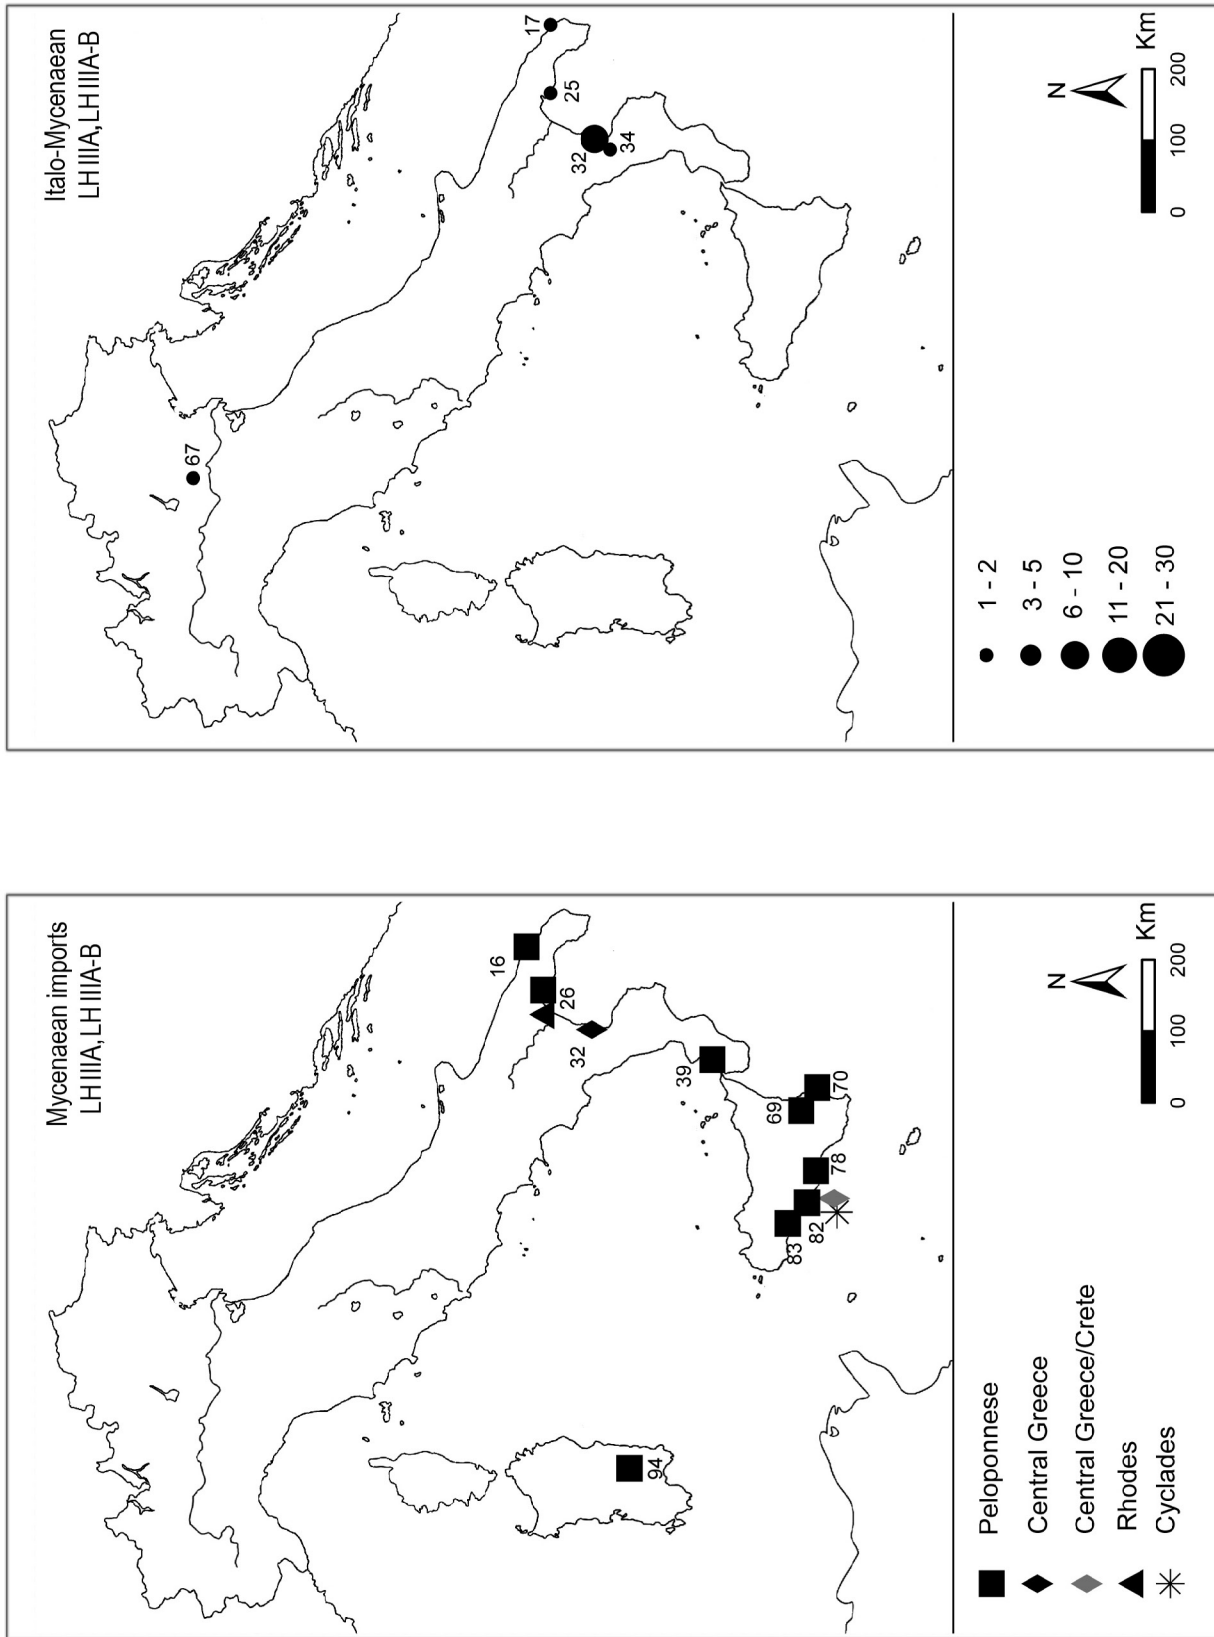 Mycenaean imports
LH IIIA, LH IIIA-B
16
26
32
39
69
70
78
82
83
94
N
0 100 200 Km
Peloponnese
Central Greece
Central Greece/Crete
Rhodes
Cyclades
Italo-Mycenaean
LH IIIA, LH IIIA-B
67
17
25
32
34
N
0 100 200 Km
1 - 2
3 - 5
6 - 10
11 - 20
21 - 30